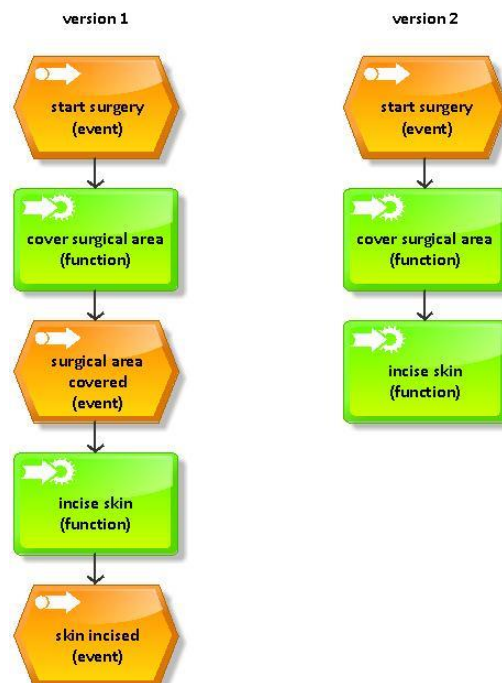 version 1
start surgery
(event)
cover surgical area
(function)
surgical area
covered
(event)
incise skin
(function)
skin incised
(event)
version 2
start surgery
(event)
cover surgical area
(function)
incise skin
(function)